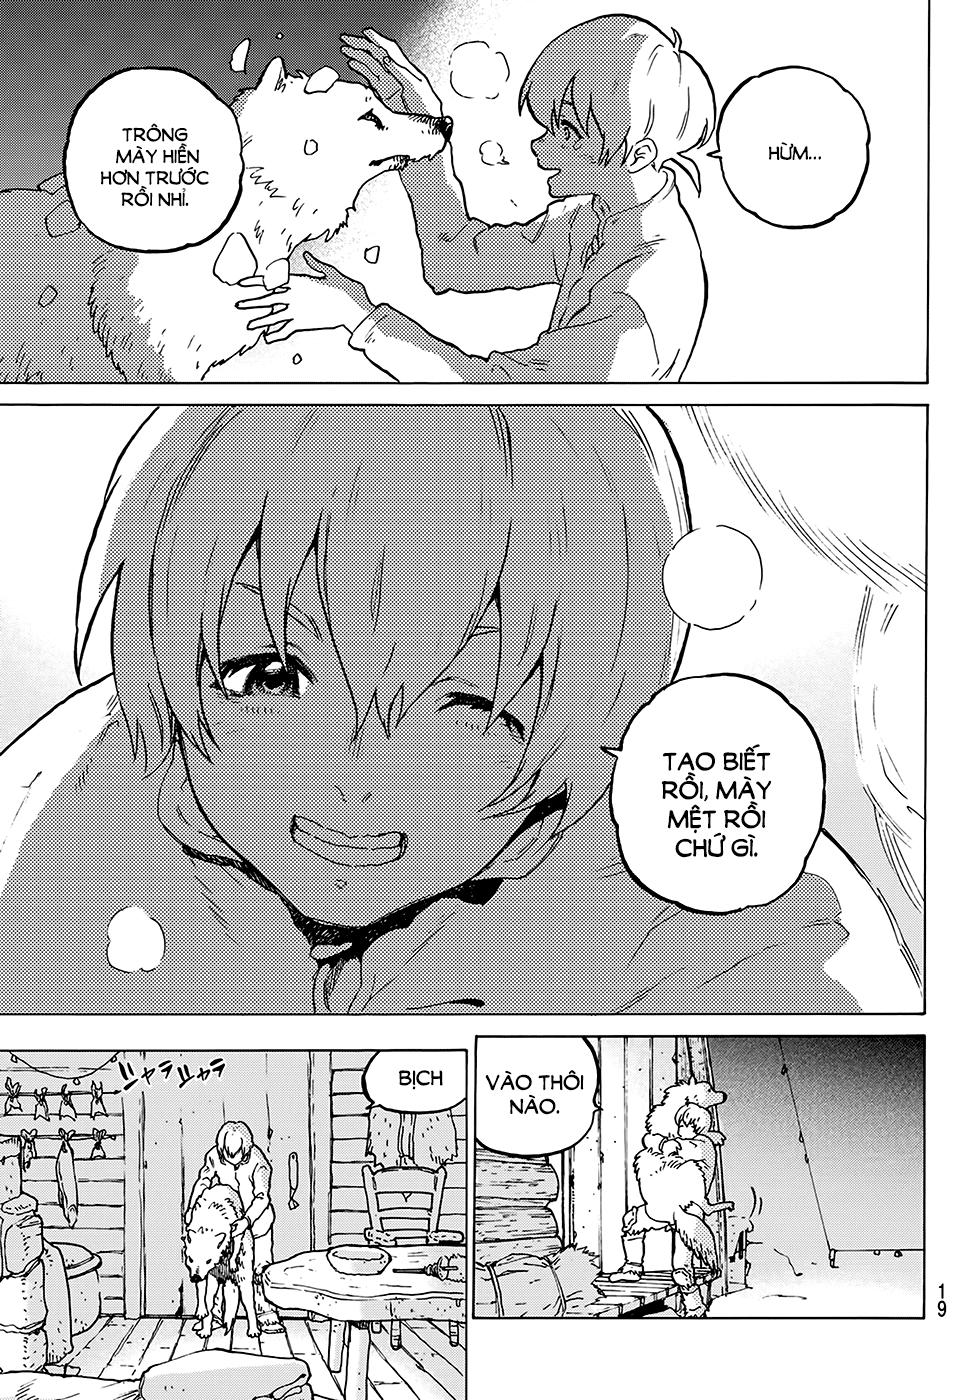 HỪM...
TRÔNG
MÀY HIỀN
HƠN TRƯỚC
RỒI NHỈ.
TAO BIẾT
RỒI, MÀY
MỆT RỒI
CHỨ GÌ.
VÀO THÔI
NÀO.
BỊCH
ジャラジャラ
19